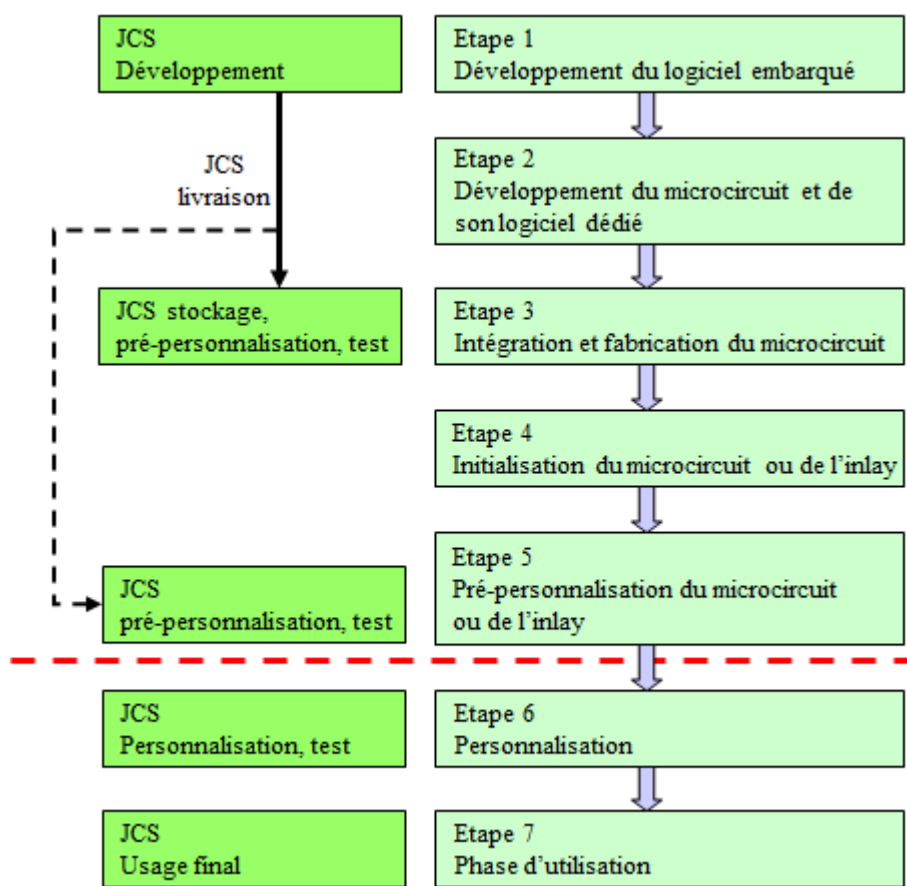 JCS
Développement
Etape 1
Développement du logiciel embarqué
JCS
livraison
Etape 2
Développement du microcircuit et de
son logiciel dédié
JCS stockage,
pré-personnalisation, test
Etape 3
Intégration et fabrication du microcircuit
Etape 4
Initialisation du microcircuit ou de l'inlay
JCS
pré-personnalisation, test
Etape 5
Pré-personnalisation du microcircuit
ou de l'inlay
JCS
Personnalisation, test
Etape 6
Personnalisation
JCS
Usage final
Etape 7
Phase d'utilisation